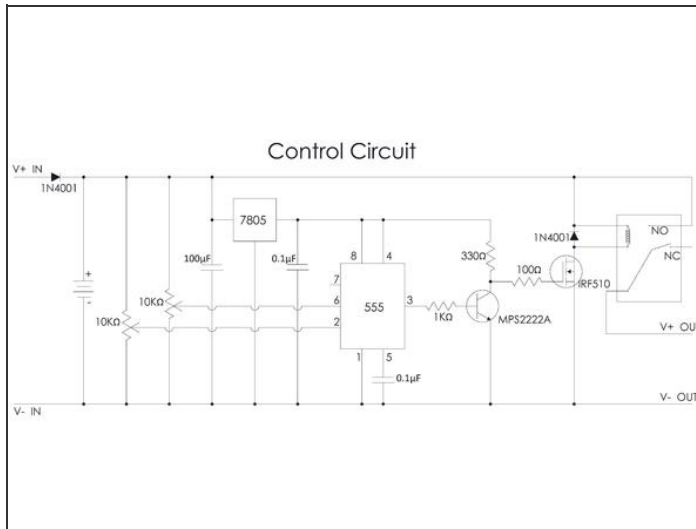 Control Circuit
V+ IN
1N4001
7805
100µF
0.1µF
8
4
330Ω
1N4001
NO
NC
100Ω
IRF510
+
-
10KΩ
10KΩ
7
6
2
555
3
1KΩ
MPS2222A
1
5
0.1µF
V+ OU
V- IN
V- OUT